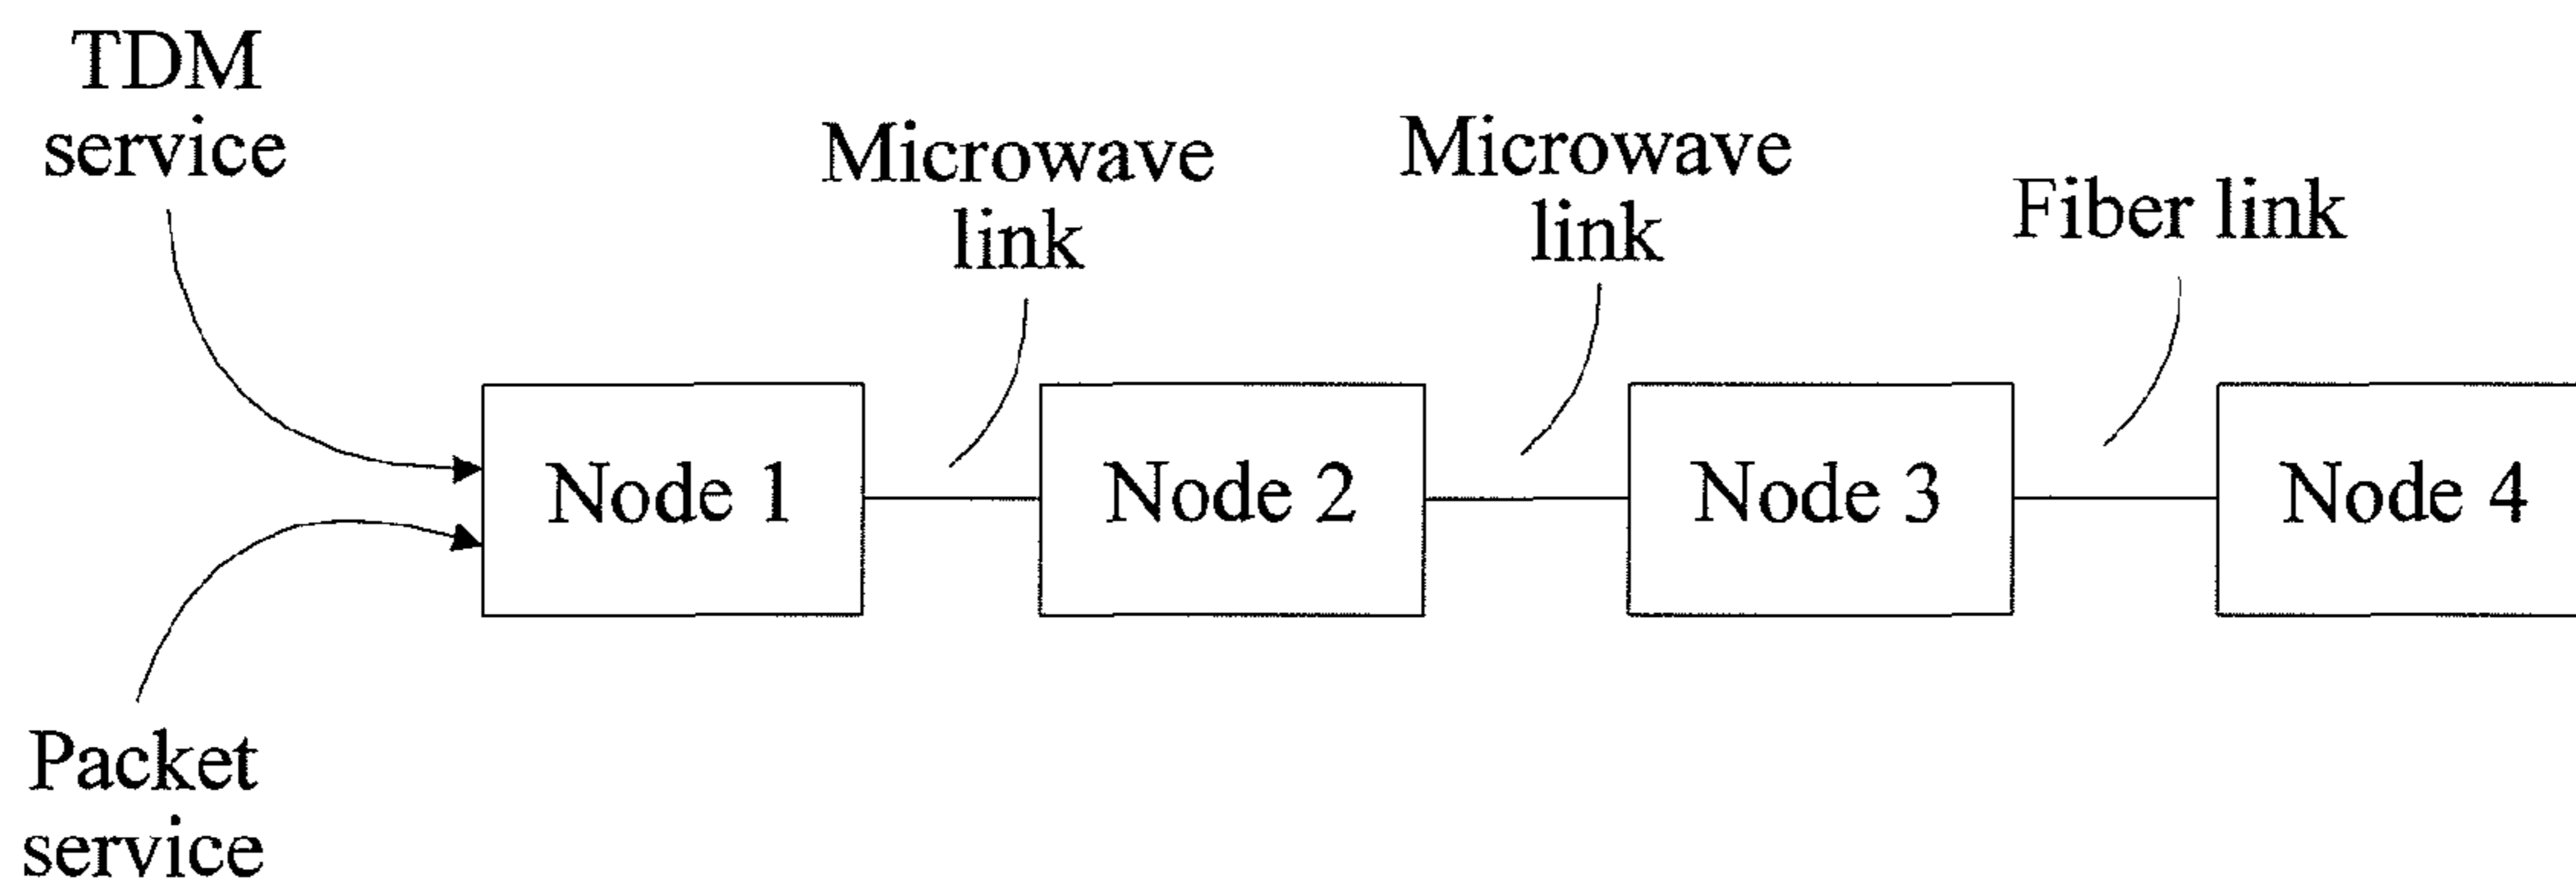 TDM
service
Microwave
link
Microwave
link
Fiber link
Node 1
Node 2
Node 3
Node 4
Packet
service